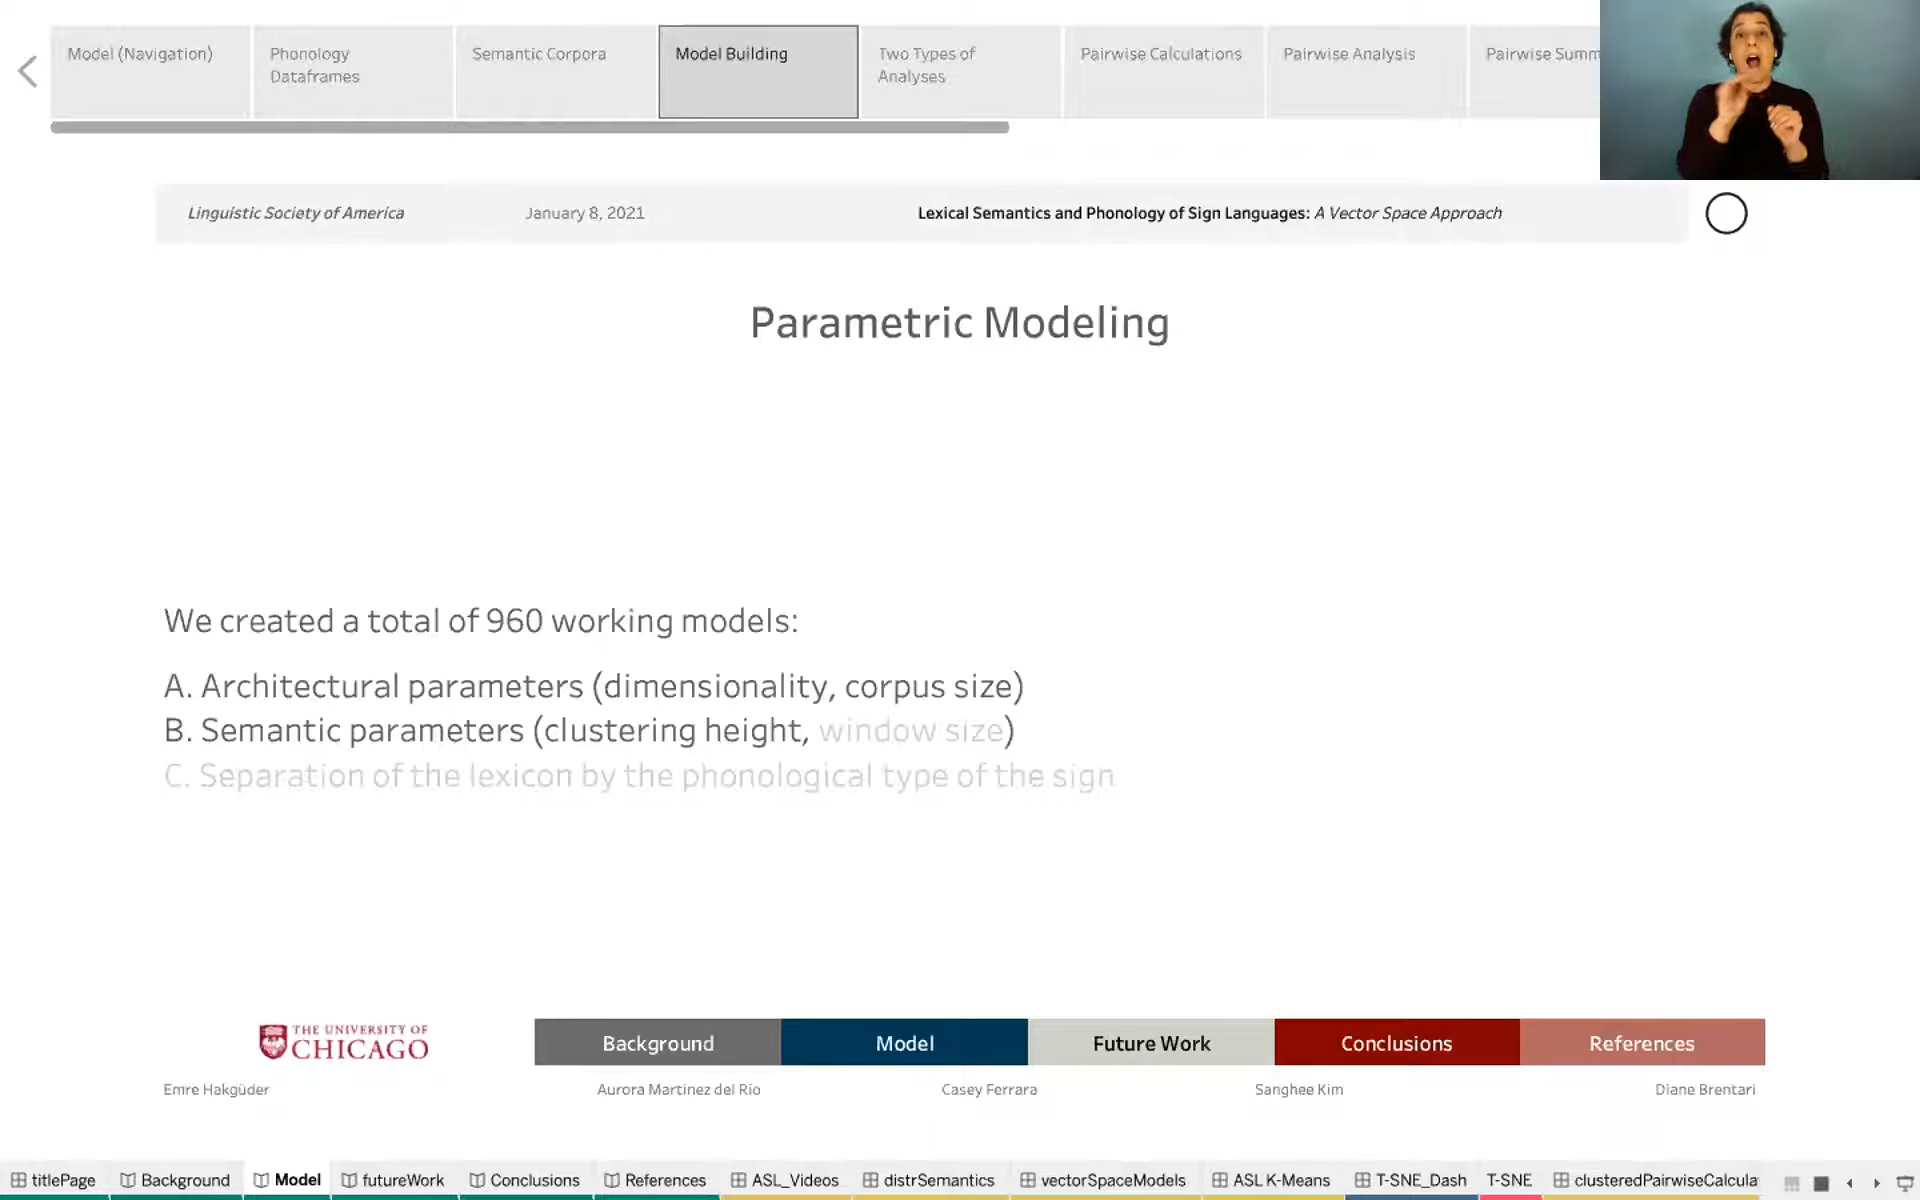 Model (Navigation)
Phonology
Dataframes
Semantic Corpora
Model Building
Two Types of
Analyses
Pairwise Calculations
Pairwise Analysis
Pairwise Summ
Linguistic Society of America
January 8, 2021
Lexical Semantics and Phonology of Sign Languages: A Vector Space Approach
Parametric Modeling
We created a total of 960 working models:
A. Architectural parameters (dimensionality, corpus size)
B. Semantic parameters (clustering height, window size)
C. Separation of the lexicon by the phonological type of the sign
THE UNIVERSITY OF
CHICAGO
Background
Model
Future Work
Conclusions
References
Emre Hakgüder
Aurora Martinez del Rio
Casey Ferrara
Sanghee Kim
Diane Brentari
titlePage
Background
Model
futureWork
Conclusions
References
ASL_Videos
distrSemantics
vectorSpaceModels
ASL K-Means
T-SNE_Dash
T-SNE
clusteredPairwiseCalcula